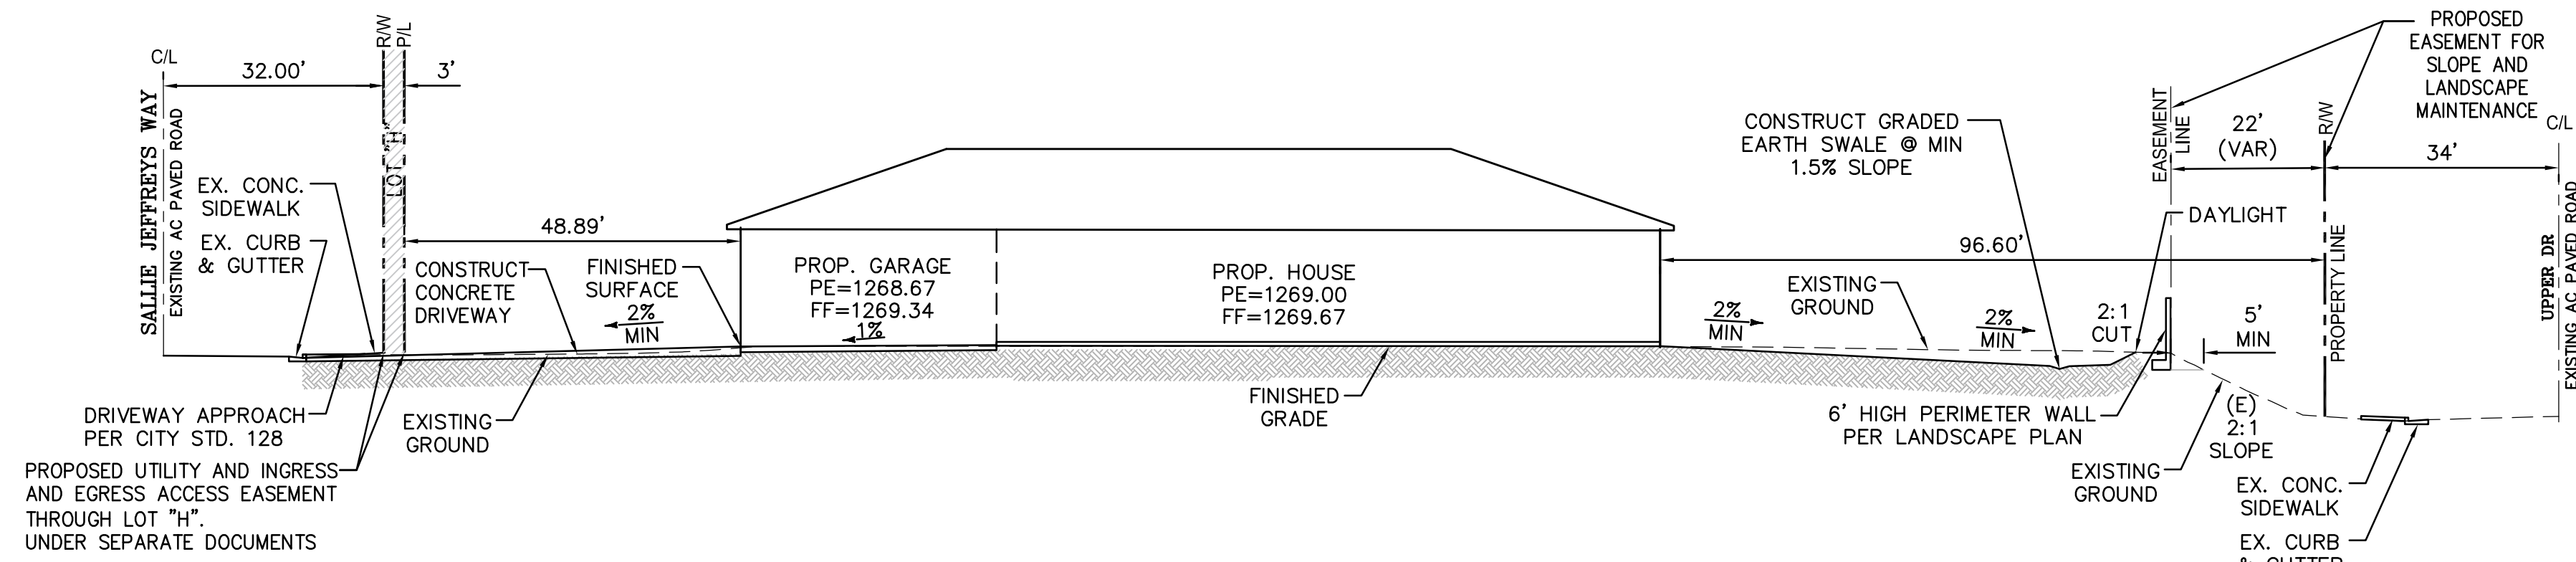 C/L
32.00'
R/W
P/L
3'
SALLIE JEFFREYS WAY
EXISTING AC PAVED ROAD
LOT "H"
EX. CONC.
SIDEWALK
EX. CURB
& GUTTER
48.89'
CONSTRUCT
CONCRETE
DRIVEWAY
FINISHED
SURFACE
2%
MIN
PROP. GARAGE
PE=1268.67
FF=1269.34
1%
PROP. HOUSE
PE=1269.00
FF=1269.67
DRIVEWAY APPROACH
PER CITY STD. 128
EXISTING
GROUND
PROPOSED UTILITY AND INGRESS
AND EGRESS ACCESS EASEMENT
THROUGH LOT "H".
UNDER SEPARATE DOCUMENTS
FINISHED
GRADE
CONSTRUCT GRADED
EARTH SWALE @ MIN
1.5% SLOPE
96.60'
2%
MIN
EXISTING
GROUND
2%
MIN
2:1
CUT
DAYLIGHT
5'
MIN
EASEMENT
LINE
22'
(VAR)
R/W
34'
C/L
PROPOSED
EASEMENT FOR
SLOPE AND
LANDSCAPE
MAINTENANCE
PROPERTY LINE
UPPER DR
EXISTING AC PAVED ROAD
6' HIGH PERIMETER WALL
PER LANDSCAPE PLAN
(E)
2:1
SLOPE
EXISTING
GROUND
EX. CONC.
SIDEWALK
EX. CURB
& GUTTER